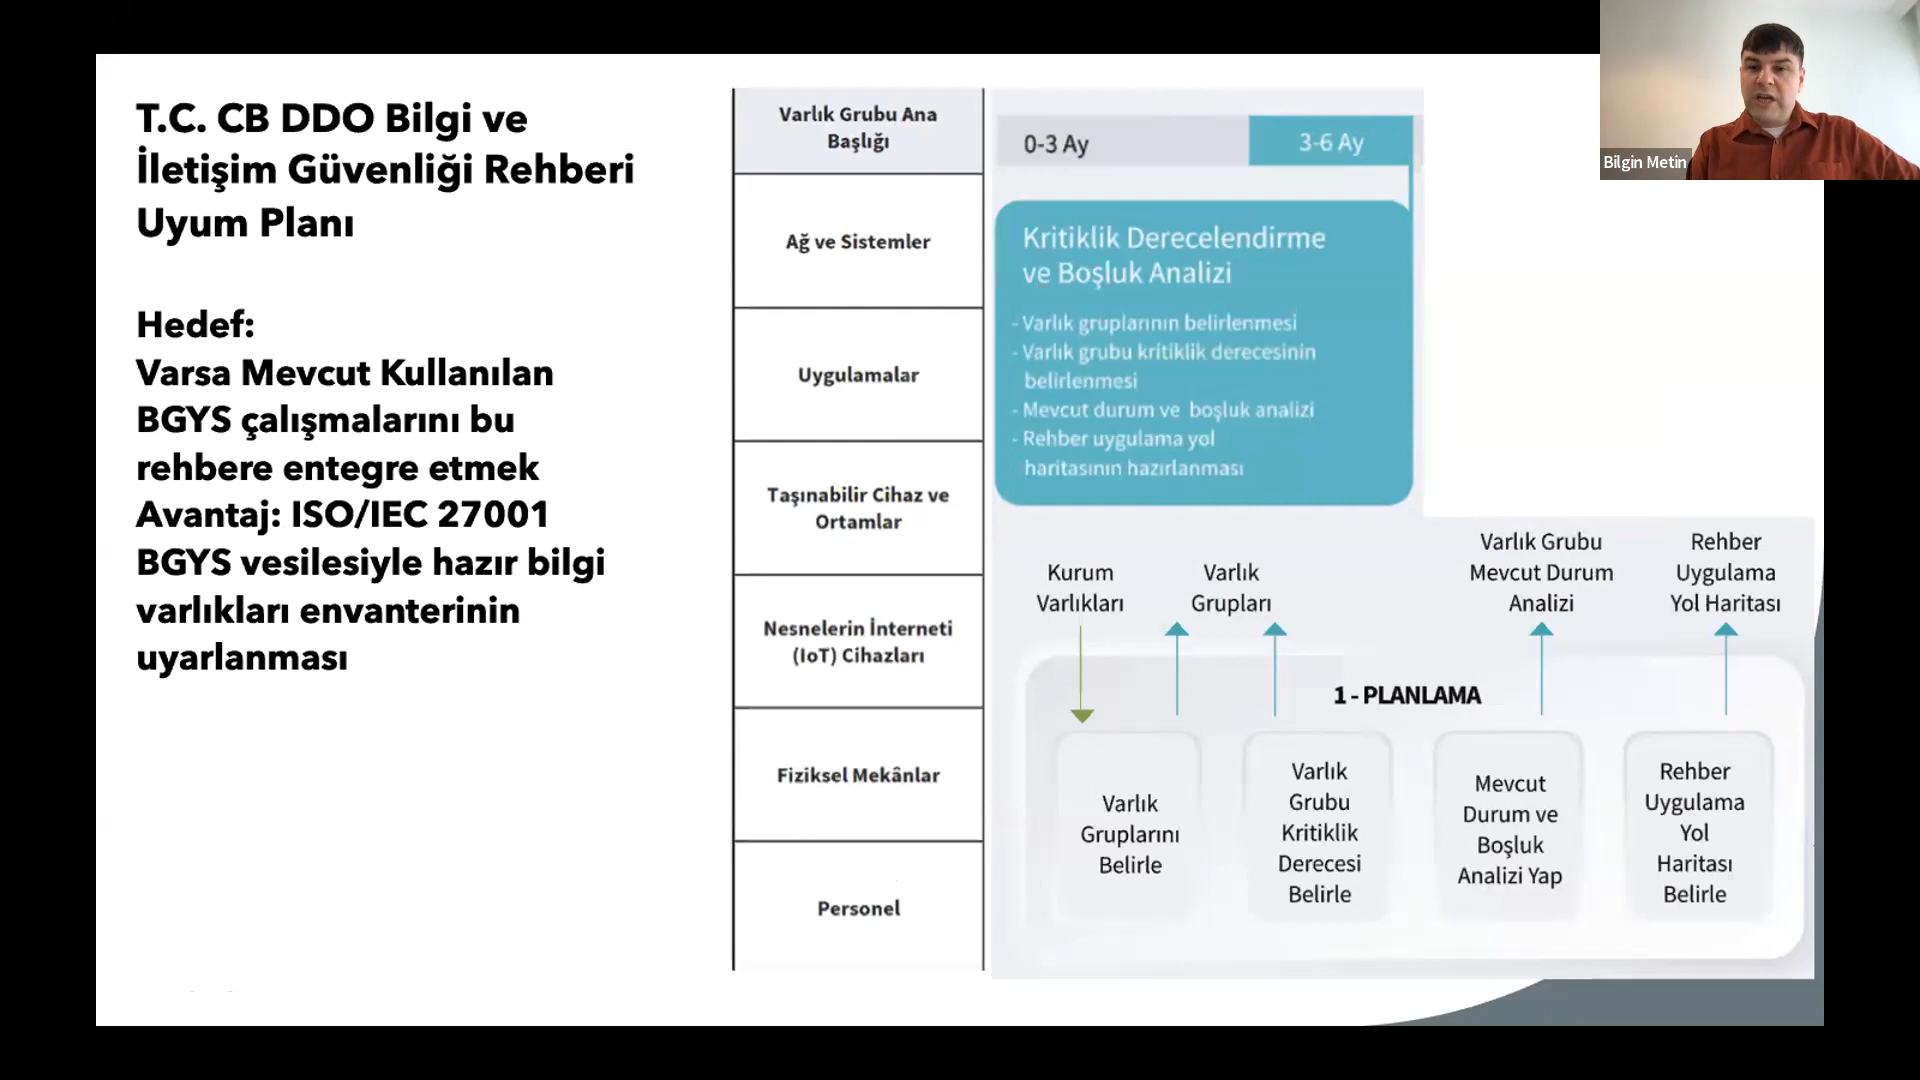 T.C. CB DDO Bilgi ve
İletişim Güvenliği Rehberi
Uyum Planı
Hedef:
Varsa Mevcut Kullanılan
BGYS çalışmalarını bu
rehbere entegre etmek
Avantaj: ISO/IEC 27001
BGYS vesilesiyle hazır bilgi
varlıkları envanterinin
uyarlanması
Varlık Grubu Ana
Başlığı
Ağ ve Sistemler
Uygulamalar
Taşınabilir Cihaz ve
Ortamlar
Nesnelerin İnterneti
(IoT) Cihazları
Fiziksel Mekânlar
Personel
0-3 Ay
3-6 Ay
Kritiklik Derecelendirme
ve Boşluk Analizi
- Varlık gruplarının belirlenmesi
- Varlık grubu kritiklik derecesinin
belirlenmesi
- Mevcut durum ve boşluk analizi
- Rehber uygulama yol
haritasının hazırlanması
Kurum
Varlıkları
Varlık
Grupları
Varlık Grubu
Mevcut Durum
Analizi
Rehber
Uygulama
Yol Haritası
1 - PLANLAMA
Varlık
Gruplarını
Belirle
Varlık
Grubu
Kritiklik
Derecesi
Belirle
Mevcut
Durum ve
Boşluk
Analizi Yap
Rehber
Uygulama
Yol
Haritası
Belirle
Bilgin Metin